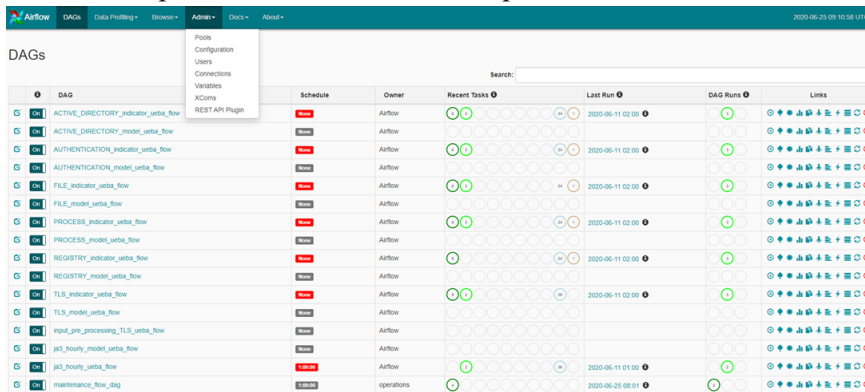 Airflow DAGs Data Profiling Browse Admin Docs About 2020-06-25 09:10:58 UTC
Pools
Configuration
Users
Connections
Variables
XComs
REST API Plugin
DAGs
Search:
DAG Schedule Owner Recent Tasks Last Run DAG Runs Links
On ACTIVE_DIRECTORY_indicator_ueba_flow None Airflow 2020-06-11 02:00
On ACTIVE_DIRECTORY_model_ueba_flow None Airflow
On AUTHENTICATION_indicator_ueba_flow None Airflow 2020-06-11 02:00
On AUTHENTICATION_model_ueba_flow None Airflow
On FILE_indicator_ueba_flow None Airflow 2020-06-11 02:00
On FILE_model_ueba_flow None Airflow
On PROCESS_indicator_ueba_flow None Airflow 2020-06-11 02:00
On PROCESS_model_ueba_flow None Airflow
On REGISTRY_indicator_ueba_flow None Airflow 2020-06-11 02:00
On REGISTRY_model_ueba_flow None Airflow
On TLS_indicator_ueba_flow None Airflow 2020-06-11 02:00
On TLS_model_ueba_flow None Airflow
On input_pre_processing_TLS_ueba_flow None Airflow
On ja3_hourly_model_ueba_flow None Airflow
On ja3_hourly_ueba_flow 1:00:00 Airflow 2020-06-11 01:00
On maintenance_flow_dag 1:00:00 operations 2020-06-25 08:01